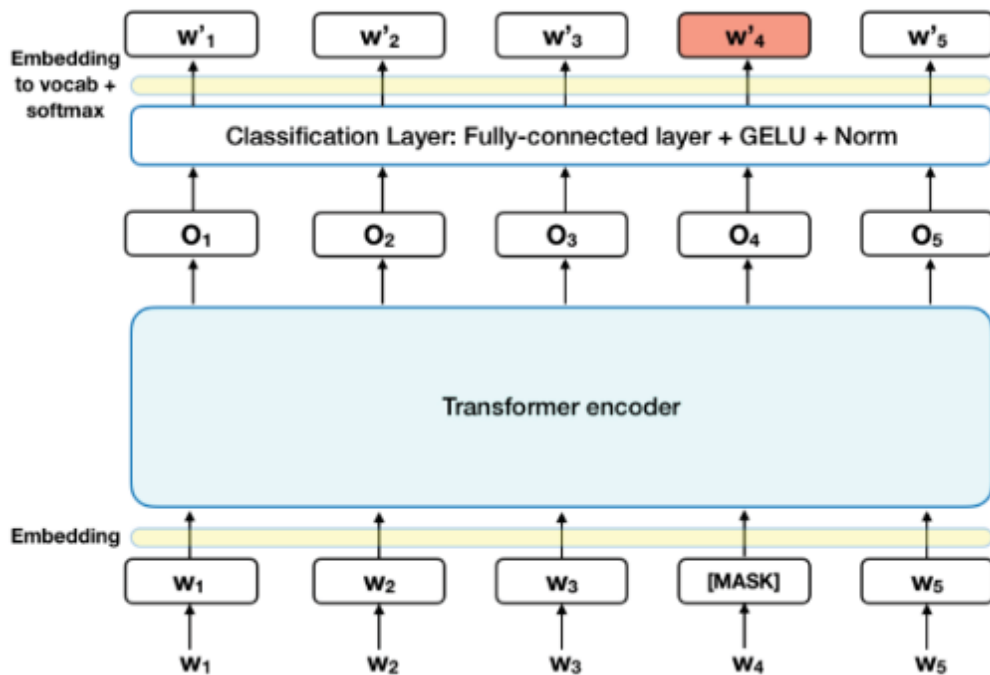 w'₁ w'₂ w'₃ w'₄ w'₅
Embedding
to vocab +
softmax
Classification Layer: Fully-connected layer + GELU + Norm
O₁ O₂ O₃ O₄ O₅
Transformer encoder
Embedding
W₁ W₂ W₃ [MASK] W₅
W₁ W₂ W₃ W₄ W₅